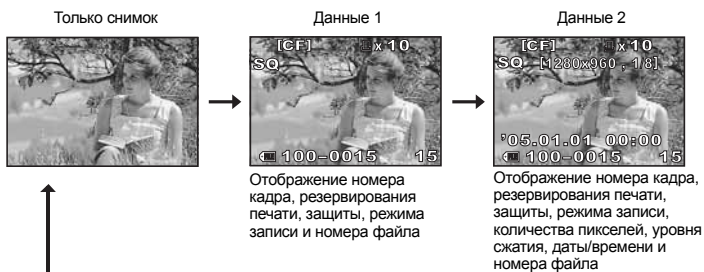 Только снимок
Данные 1
[CF] x 10
SQ
100-0015 15
Отображение номера
кадра, резервирования
печати, защиты, режима
записи и номера файла
Данные 2
[CF] x 10
SQ [1280x960 , 1/8]
'05.01.01 00:00
100-0015 15
Отображение номера кадра,
резервирования печати,
защиты, режима записи,
количества пикселей, уровня
сжатия, даты/времени и
номера файла